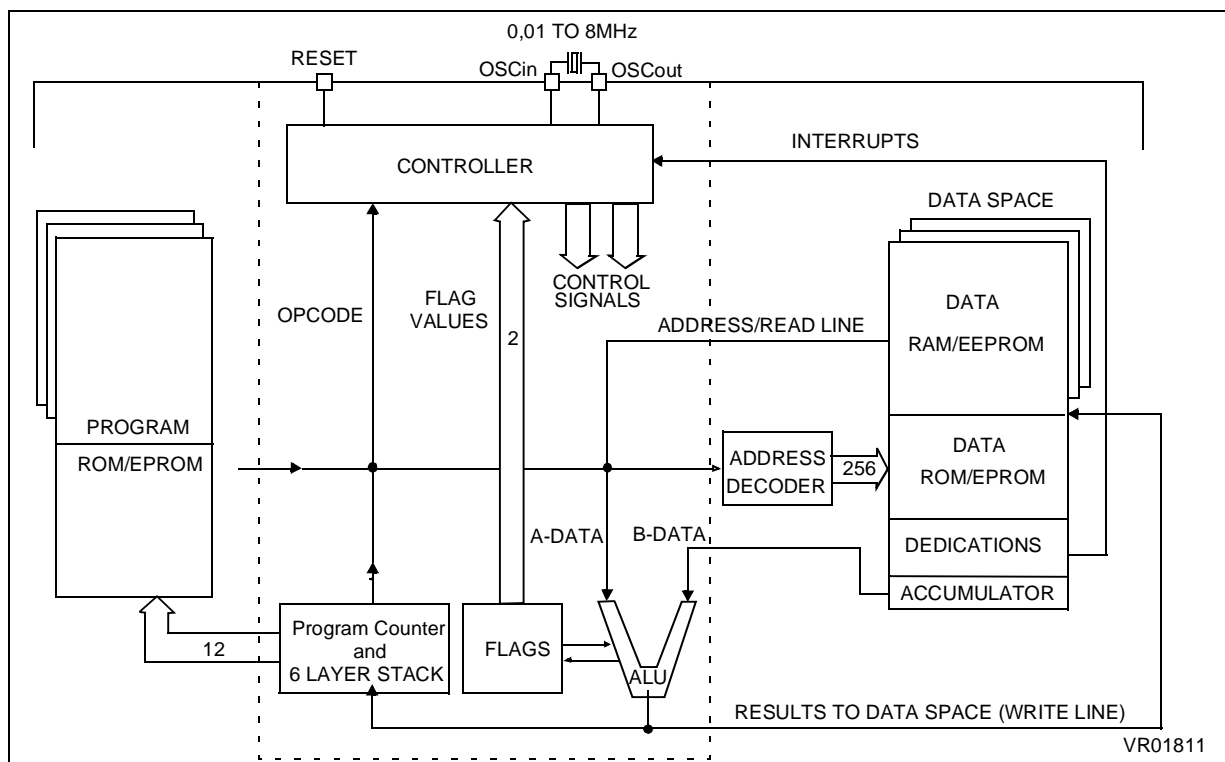 0,01 TO 8MHz
RESET
OSCin
OSCout
INTERRUPTS
CONTROLLER
DATA SPACE
CONTROL
SIGNALS
OPCODE
FLAG
VALUES
2
ADDRESS/READ LINE
DATA
RAM/EEPROM
PROGRAM
ROM/EPROM
ADDRESS
DECODER
256
DATA
ROM/EPROM
A-DATA
B-DATA
DEDICATIONS
ACCUMULATOR
12
Program Counter
and
6 LAYER STACK
FLAGS
ALU
RESULTS TO DATA SPACE (WRITE LINE)
VR01811